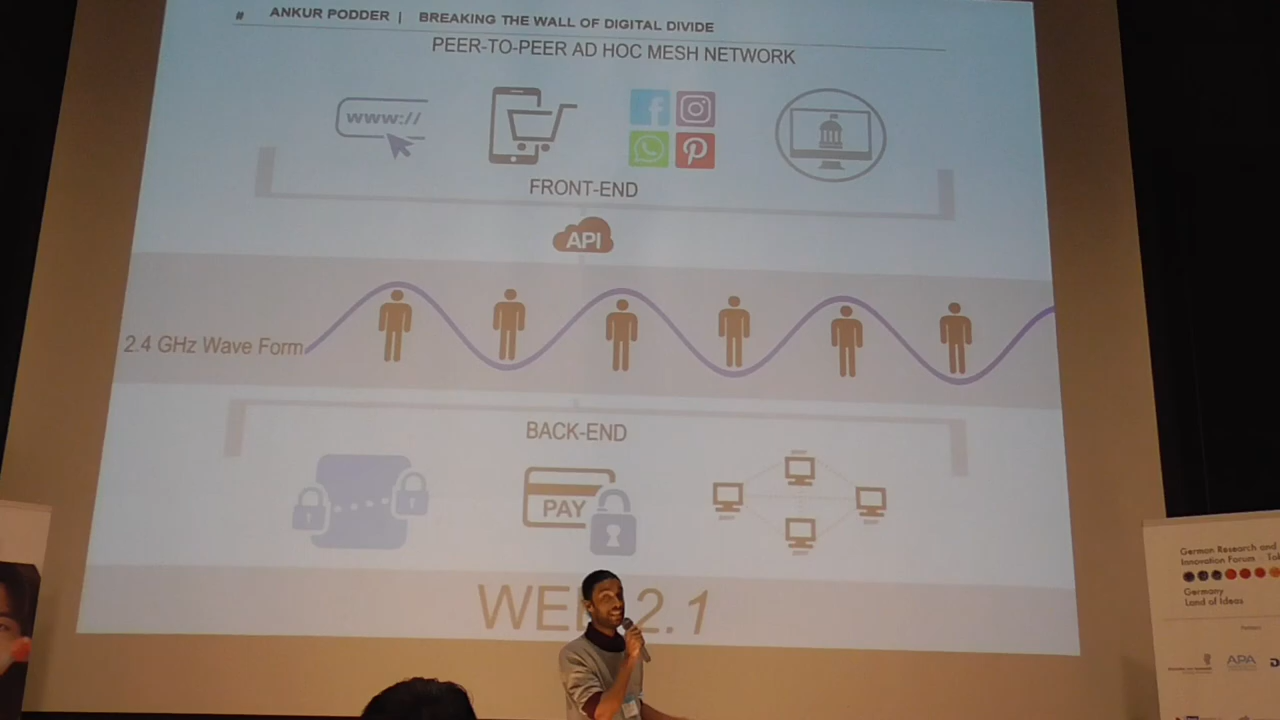 # ANKUR PODDER | BREAKING THE WALL OF DIGITAL DIVIDE
PEER-TO-PEER AD HOC MESH NETWORK
www://
FRONT-END
API
2.4 GHz Wave Form
BACK-END
PAY
2.1
German Research and
Innovation Forum
Germany
Land of Ideas
APA